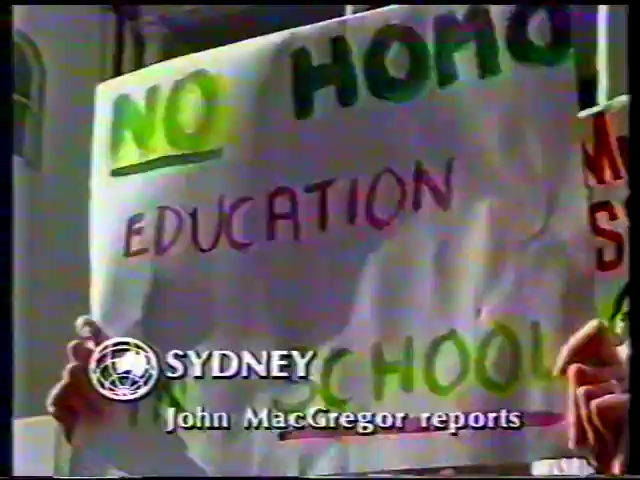 NO HOMO
EDUCATION
SCHOOL
SYDNEY
John MacGregor reports